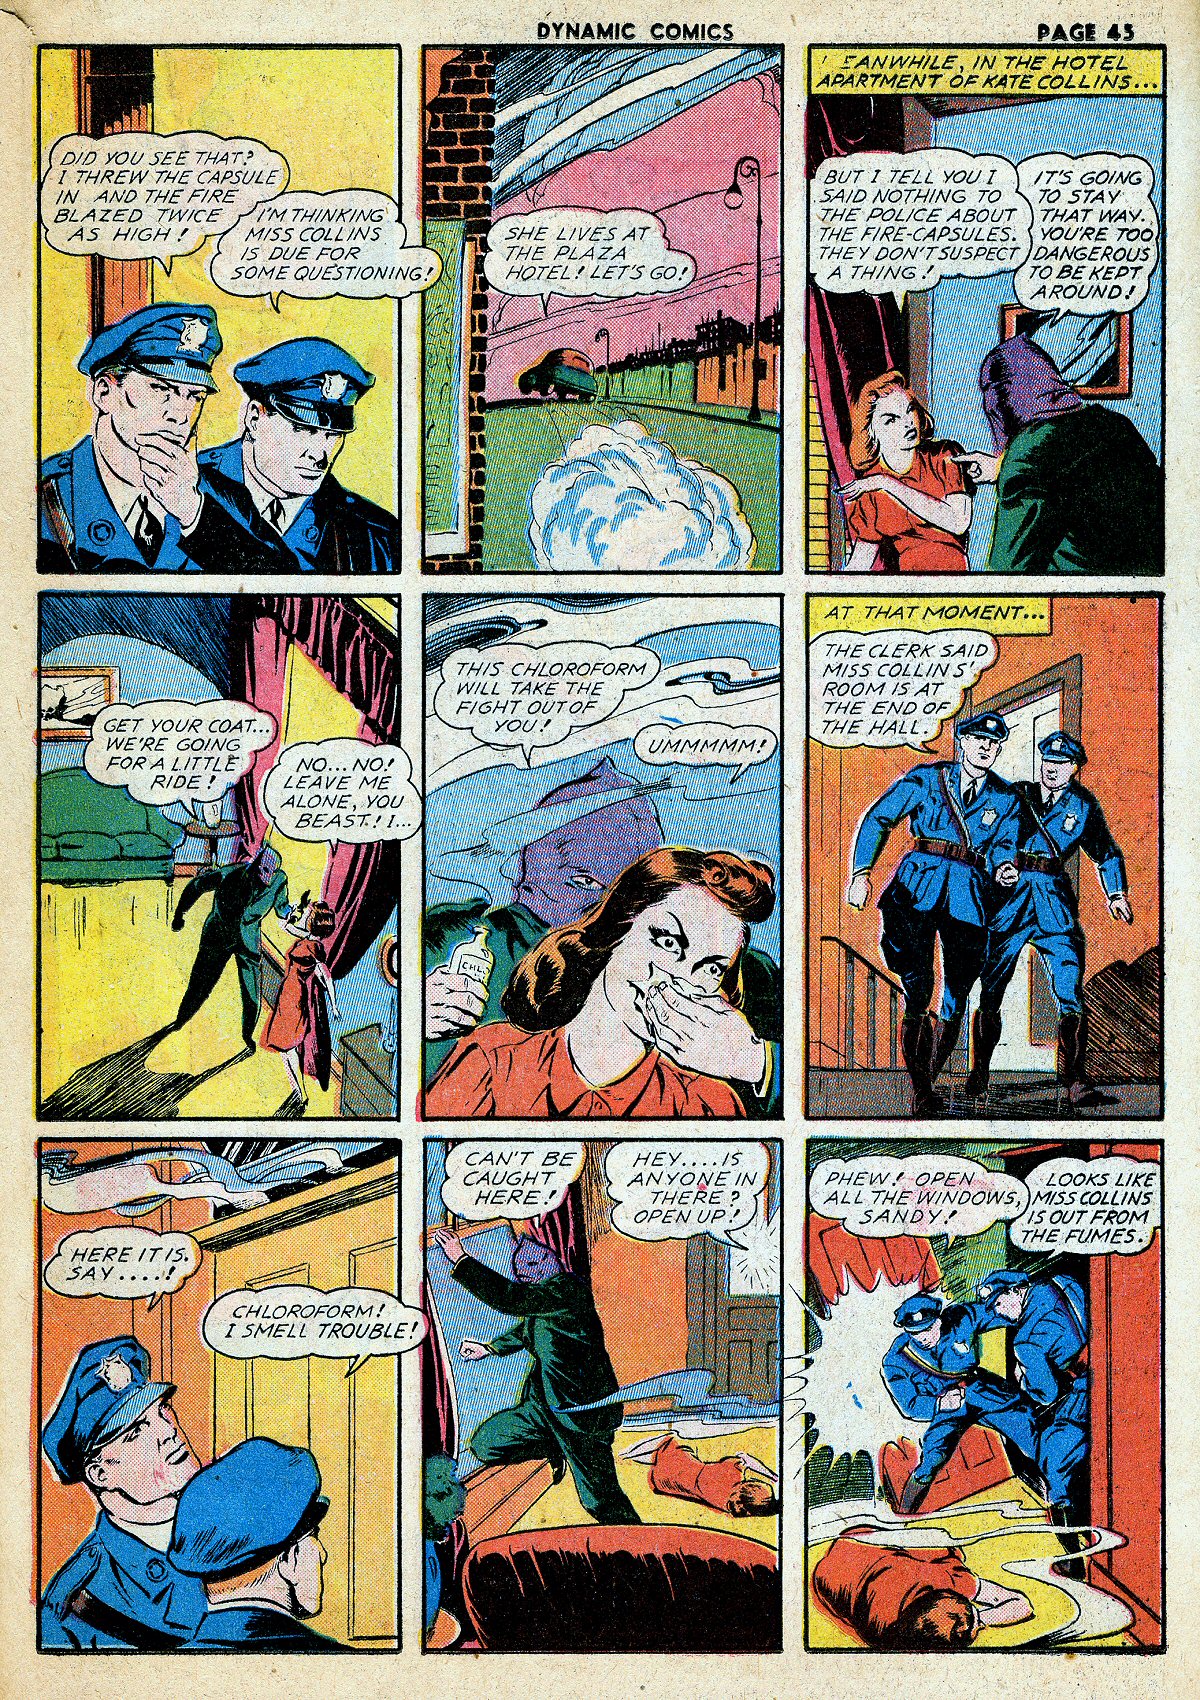 DYNAMIC COMICS
PAGE 45
DID YOU SEE THAT?
I THREW THE CAPSULE
IN AND THE FIRE
BLAZED TWICE
AS HIGH!
I'M THINKING
MISS COLLINS
IS DUE FOR
SOME QUESTIONING!
SHE LIVES AT
THE PLAZA
HOTEL! LET'S GO!
EANWHILE, IN THE HOTEL
APARTMENT OF KATE COLLINS...
BUT I TELL YOU I
SAID NOTHING TO
THE POLICE ABOUT
THE FIRE-CAPSULES.
THEY DON'T SUSPECT
A THING!
IT'S GOING
TO STAY
THAT WAY.
YOU'RE TOO
DANGEROUS
TO BE KEPT
AROUND!
GET YOUR COAT...
WE'RE GOING
FOR A LITTLE
RIDE!
NO... NO!
LEAVE ME
ALONE, YOU
BEAST! I...
THIS CHLOROFORM
WILL TAKE THE
FIGHT OUT OF
YOU!
UMMMMM!
CHL.
AT THAT MOMENT...
THE CLERK SAID
MISS COLLINS'
ROOM IS AT
THE END OF
THE HALL.
HERE IT IS.
SAY....!
CHLOROFORM!
I SMELL TROUBLE!
CAN'T BE
CAUGHT
HERE!
HEY....IS
ANYONE IN
THERE?
OPEN UP!
PHEW! OPEN
ALL THE WINDOWS,
SANDY!
LOOKS LIKE
MISS COLLINS
IS OUT FROM
THE FUMES.